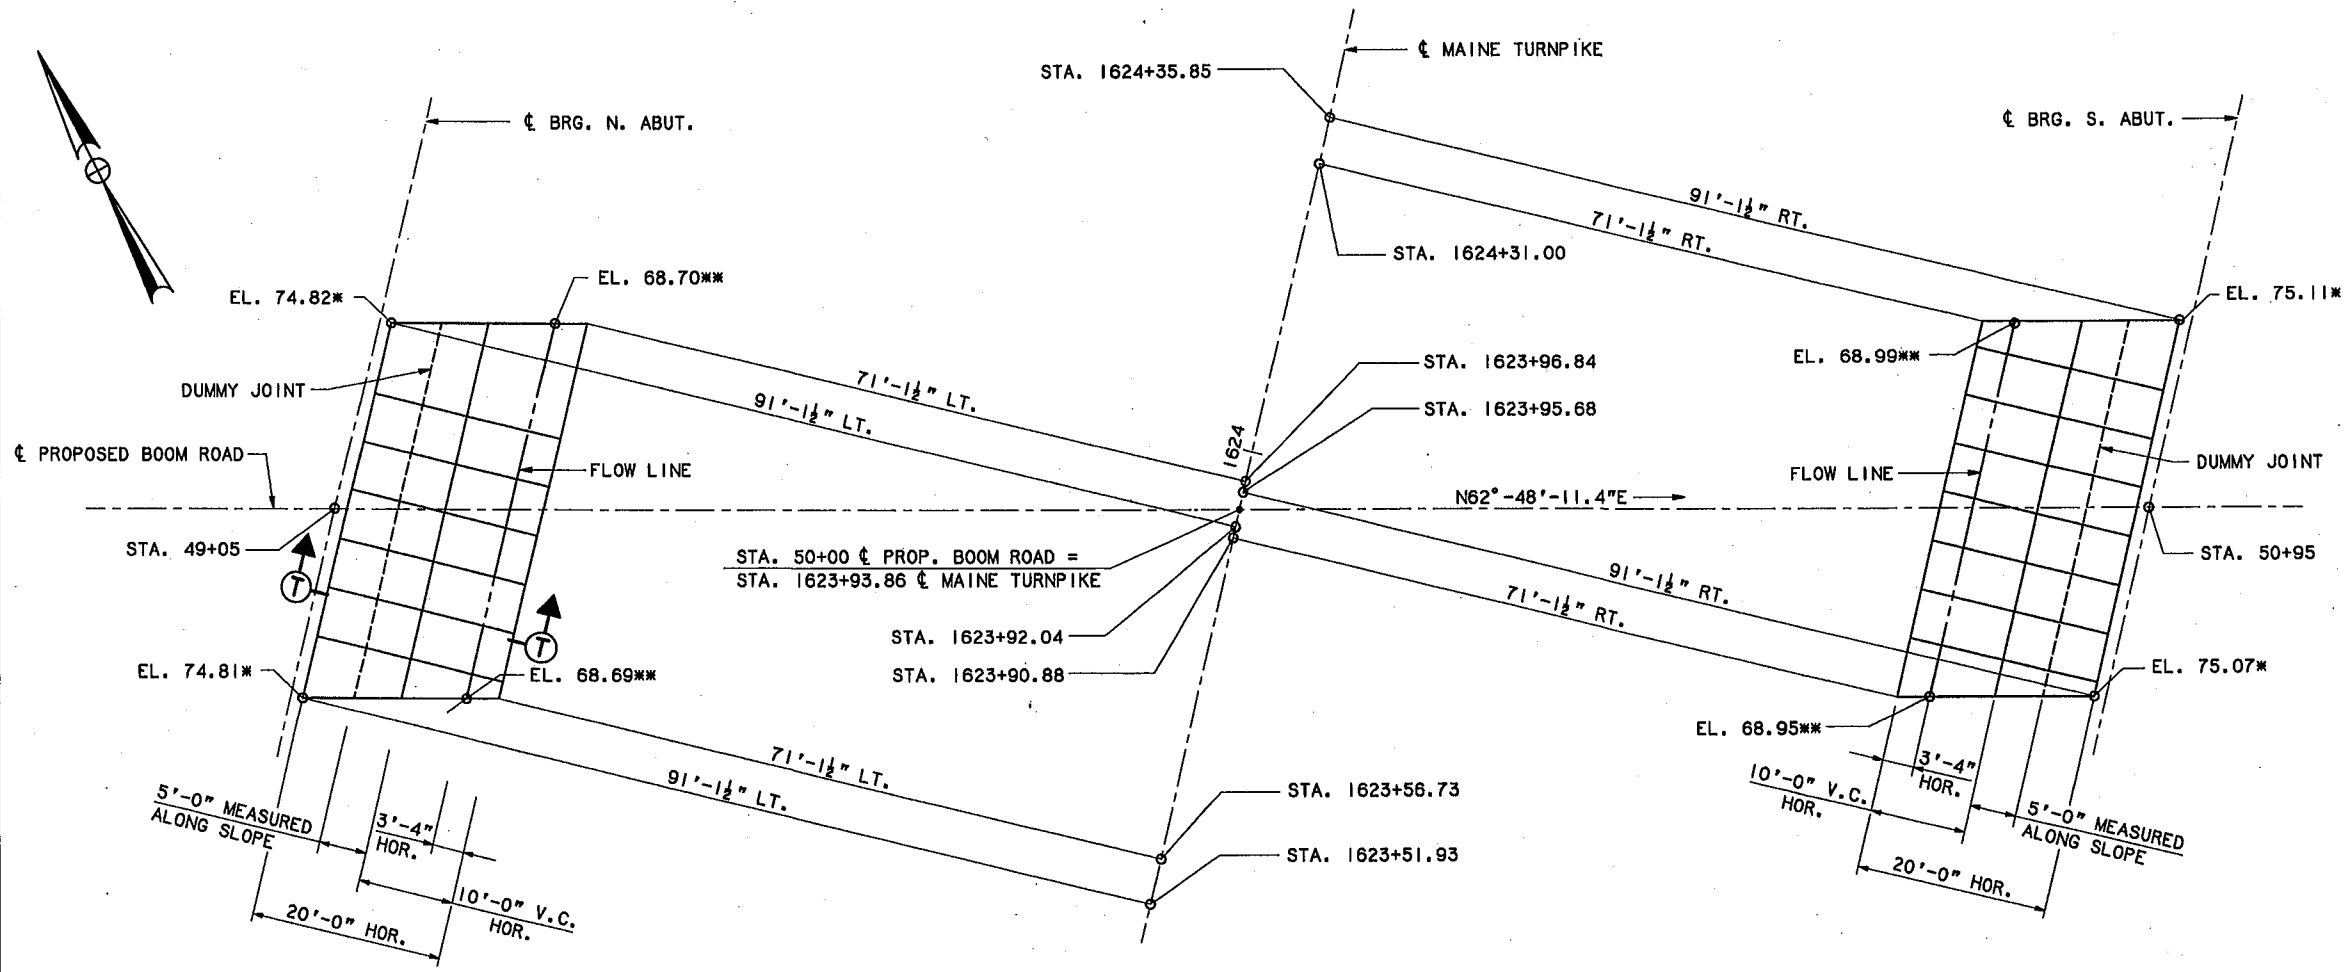 ℄ MAINE TURNPIKE
STA. 1624+35.85
℄ BRG. N. ABUT.
℄ BRG. S. ABUT.
91'-1½" RT.
71'-1½" RT.
STA. 1624+31.00
EL. 68.70**
EL. 74.82*
EL. 75.11*
EL. 68.99**
STA. 1623+96.84
DUMMY JOINT
71'-1½" LT.
91'-1½" LT.
STA. 1623+95.68
1624
℄ PROPOSED BOOM ROAD
FLOW LINE
FLOW LINE
DUMMY JOINT
N62°-48'-11.4"E
STA. 49+05
STA. 50+00 ℄ PROP. BOOM ROAD =
STA. 1623+93.86 ℄ MAINE TURNPIKE
STA. 50+95
T
91'-1½" RT.
71'-1½" RT.
STA. 1623+92.04
T
EL. 74.81*
EL. 68.69**
STA. 1623+90.88
EL. 75.07*
EL. 68.95**
71'-1½" LT.
91'-1½" LT.
STA. 1623+56.73
5'-0" MEASURED
ALONG SLOPE
3'-4"
HOR.
10'-0" V.C.
HOR.
20'-0" HOR.
STA. 1623+51.93
3'-4"
HOR.
10'-0" V.C.
HOR.
5'-0" MEASURED
ALONG SLOPE
20'-0" HOR.